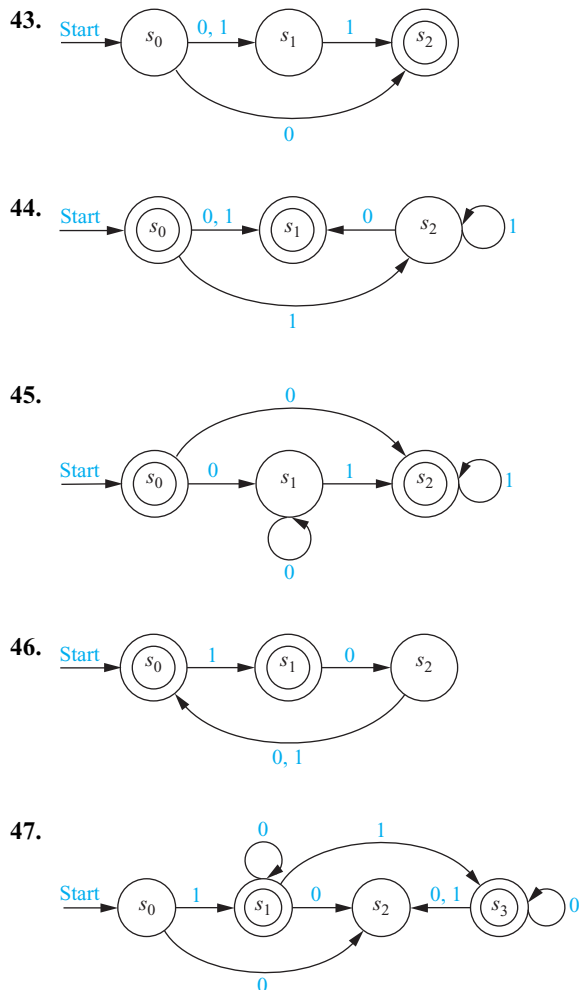 43. Start s0 0, 1 s1 1 s2
0
44. Start s0 0, 1 s1 0 s2 1
1
45.
0
Start s0 0 s1 1 s2 1
0
46. Start s0 1 s1 0 s2
0, 1
47.
0 1
Start s0 1 s1 0 s2 0, 1 s3 0
0